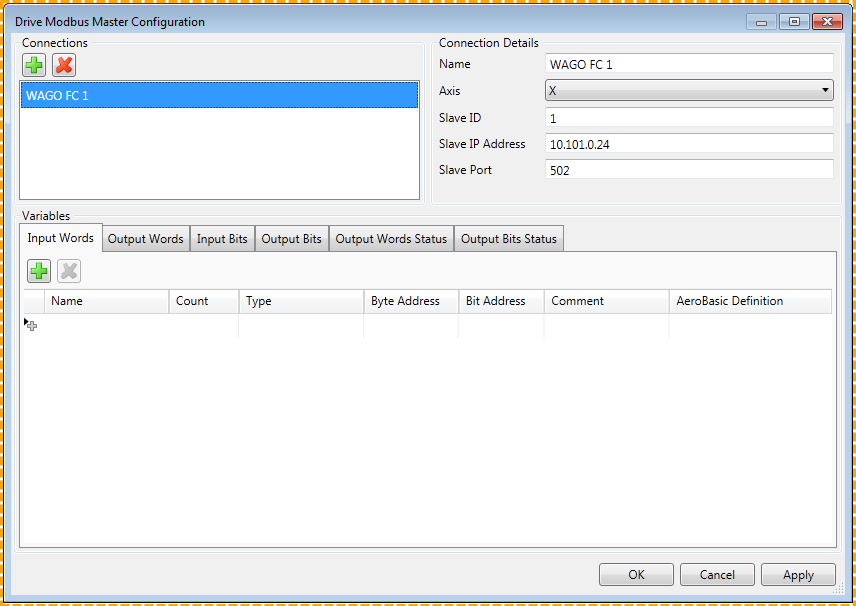 Drive Modbus Master Configuration
Connections
WAGO FC 1
Connection Details
Name WAGO FC 1
Axis X
Slave ID 1
Slave IP Address 10.101.0.24
Slave Port 502
Variables
Input Words Output Words Input Bits Output Bits Output Words Status Output Bits Status
Name Count Type Byte Address Bit Address Comment AeroBasic Definition
OK Cancel Apply